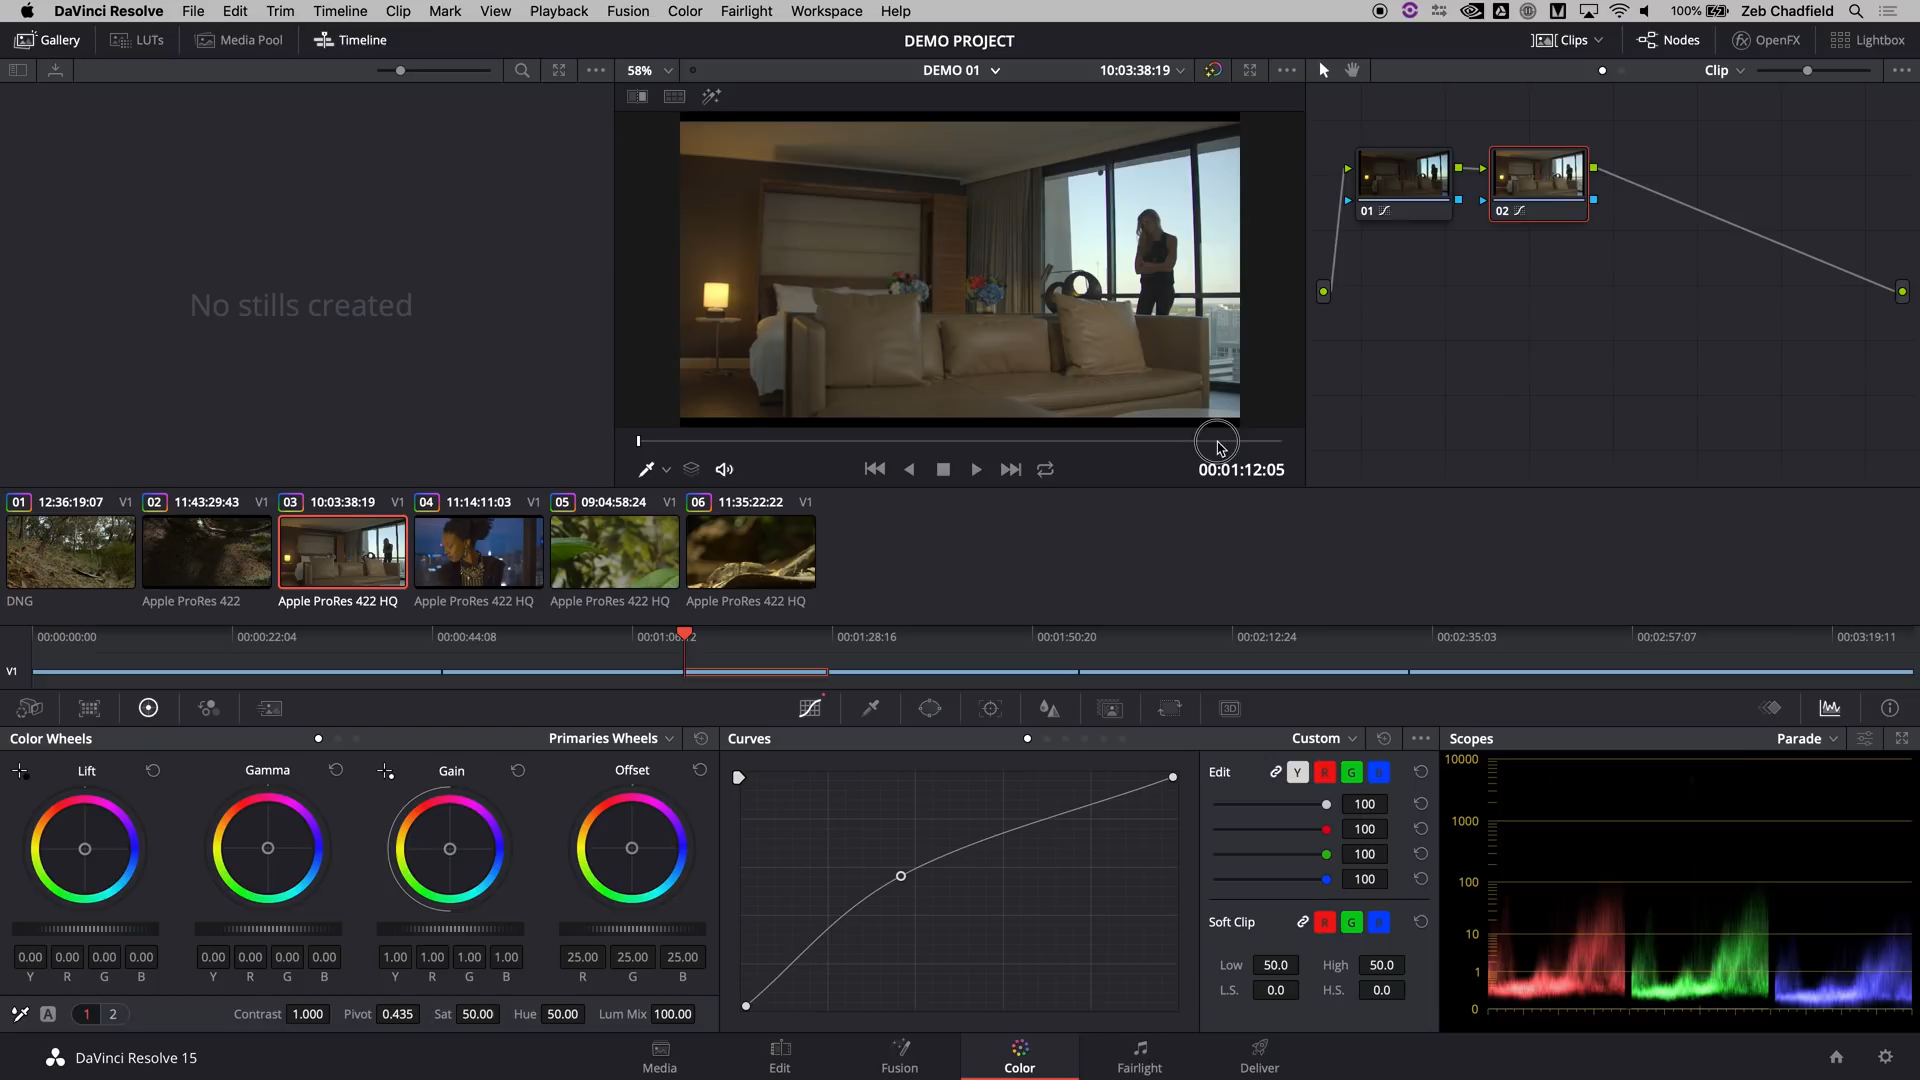 DaVinci Resolve File Edit Trim Timeline Clip Mark View Playback Fusion Color Fairlight Workspace Help 100% Zeb Chadfield
Gallery LUTs Media Pool Timeline DEMO PROJECT Clips Nodes OpenFX Lightbox
58% DEMO 01 10:03:38:19 Clip
No stills created
01 02
00:01:12:05
01 12:36:19:07 V1 02 11:43:29:43 V1 03 10:03:38:19 V1 04 11:14:11:03 V1 05 09:04:58:24 V1 06 11:35:22:22 V1
DNG Apple ProRes 422 Apple ProRes 422 HQ Apple ProRes 422 HQ Apple ProRes 422 HQ Apple ProRes 422 HQ
00:00:00:00 00:00:22:04 00:00:44:08 00:01:28:16 00:01:50:20 00:02:12:24 00:02:35:03 00:02:57:07 00:03:19:11
V1
3D
Color Wheels Primaries Wheels Curves Custom Scopes Parade
Lift Gamma Gain Offset Edit Y R G B
10000
1000
100
10
1
0
100
100
100
100
Soft Clip R G B
0.00 0.00 0.00 0.00 0.00 0.00 0.00 0.00 1.00 1.00 1.00 1.00 25.00 25.00 25.00
Y R G B Y R G B Y R G B R G B
Low 50.0 High 50.0
L.S. 0.0 H.S. 0.0
A 1 2 Contrast 1.000 Pivot 0.435 Sat 50.00 Hue 50.00 Lum Mix 100.00
DaVinci Resolve 15 Media Edit Fusion Color Fairlight Deliver